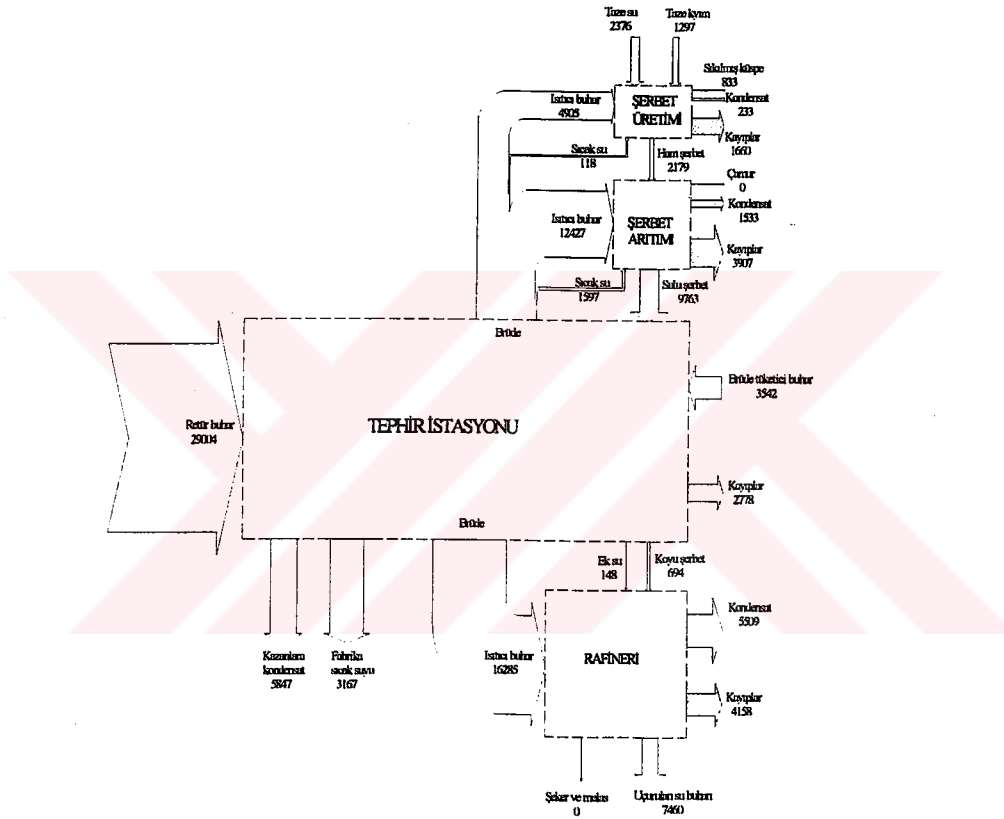 Taze su
2376
Taze kıyım
1297
Sıkılmış küspe
833
Isıtıcı buhar
4905
ŞERBET
ÜRETİMİ
Kondensat
233
Kayıplar
1660
Sıcak su
118
Ham şerbet
2179
Çamur
0
Isıtıcı buhar
12427
ŞERBET
ARITIMI
Kondensat
1533
Kayıplar
3907
Sıcak su
1597
Sulu şerbet
9763
Brüde
Retür buhar
29004
TEPHİR İSTASYONU
Brüde tüketici buhar
3542
Kayıplar
2778
Brüde
Ek su
148
Koyu şerbet
694
Kazanlara
kondensat
5847
Fabrika
sıcak suyu
3167
Isıtıcı buhar
16285
RAFİNERİ
Kondensat
5509
Kayıplar
4158
Şeker ve melas
0
Uçurulan su buharı
7460